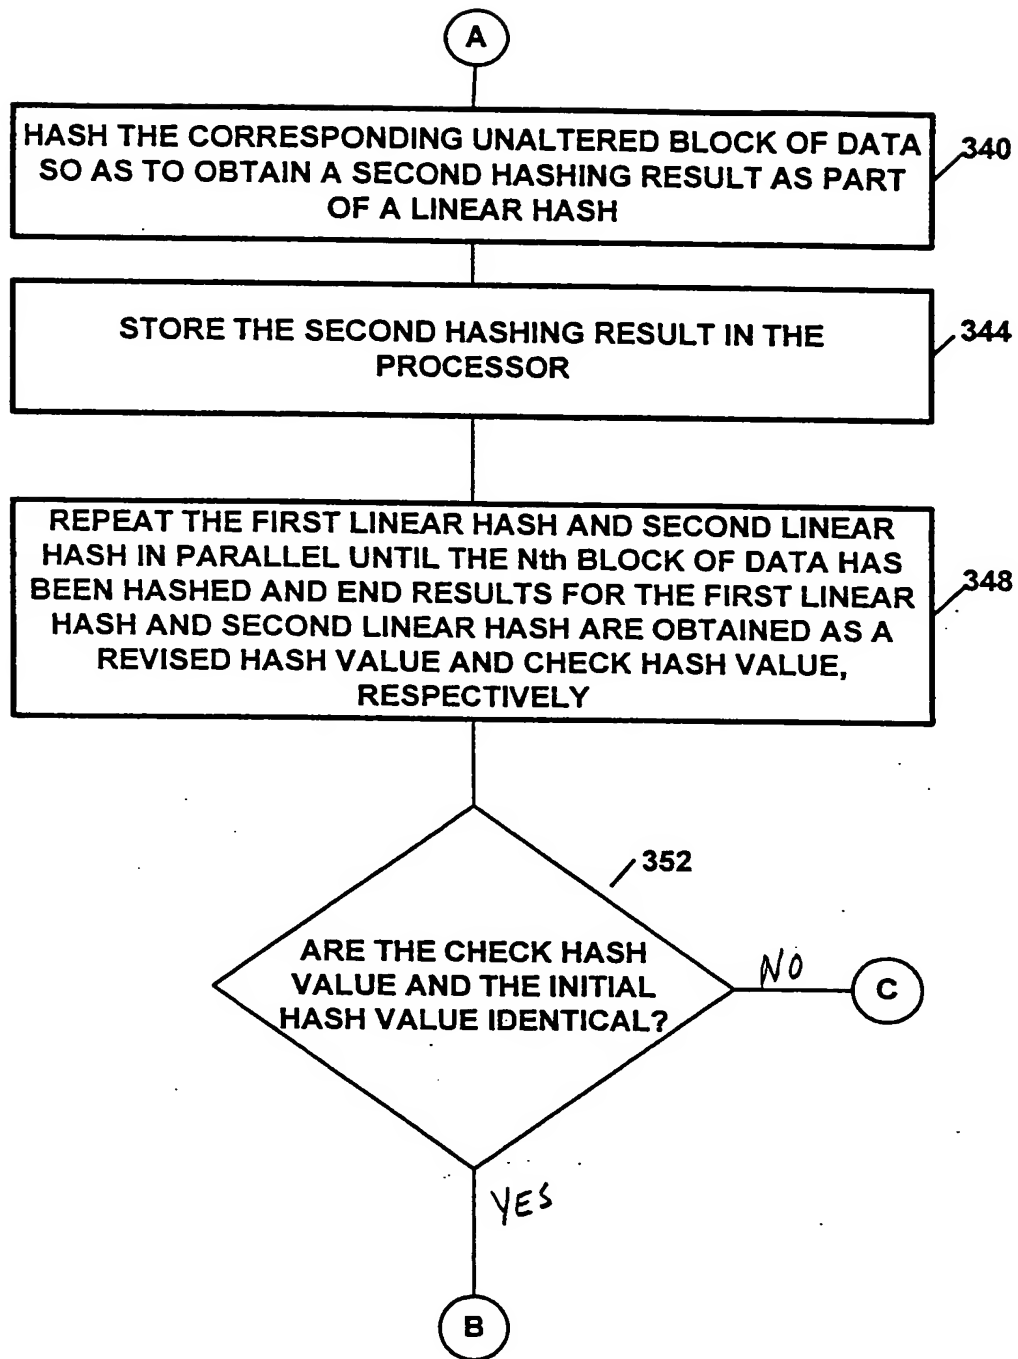 A
HASH THE CORRESPONDING UNALTERED BLOCK OF DATA
SO AS TO OBTAIN A SECOND HASHING RESULT AS PART
OF A LINEAR HASH
340
STORE THE SECOND HASHING RESULT IN THE
PROCESSOR
344
REPEAT THE FIRST LINEAR HASH AND SECOND LINEAR
HASH IN PARALLEL UNTIL THE Nth BLOCK OF DATA HAS
BEEN HASHED AND END RESULTS FOR THE FIRST LINEAR
HASH AND SECOND LINEAR HASH ARE OBTAINED AS A
REVISED HASH VALUE AND CHECK HASH VALUE,
RESPECTIVELY
348
352
ARE THE CHECK HASH
VALUE AND THE INITIAL
HASH VALUE IDENTICAL?
NO
C
YES
B